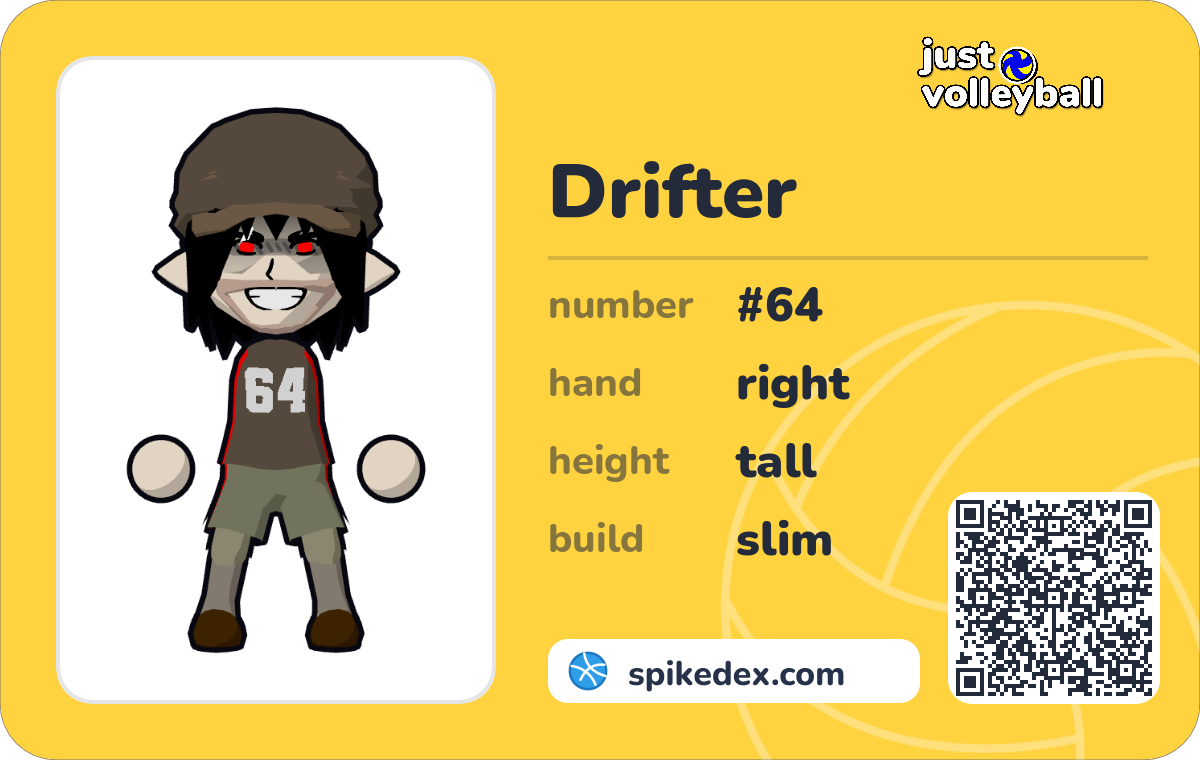 just
volleyball
Drifter
number #64
hand right
height tall
build slim
64
spikedex.com